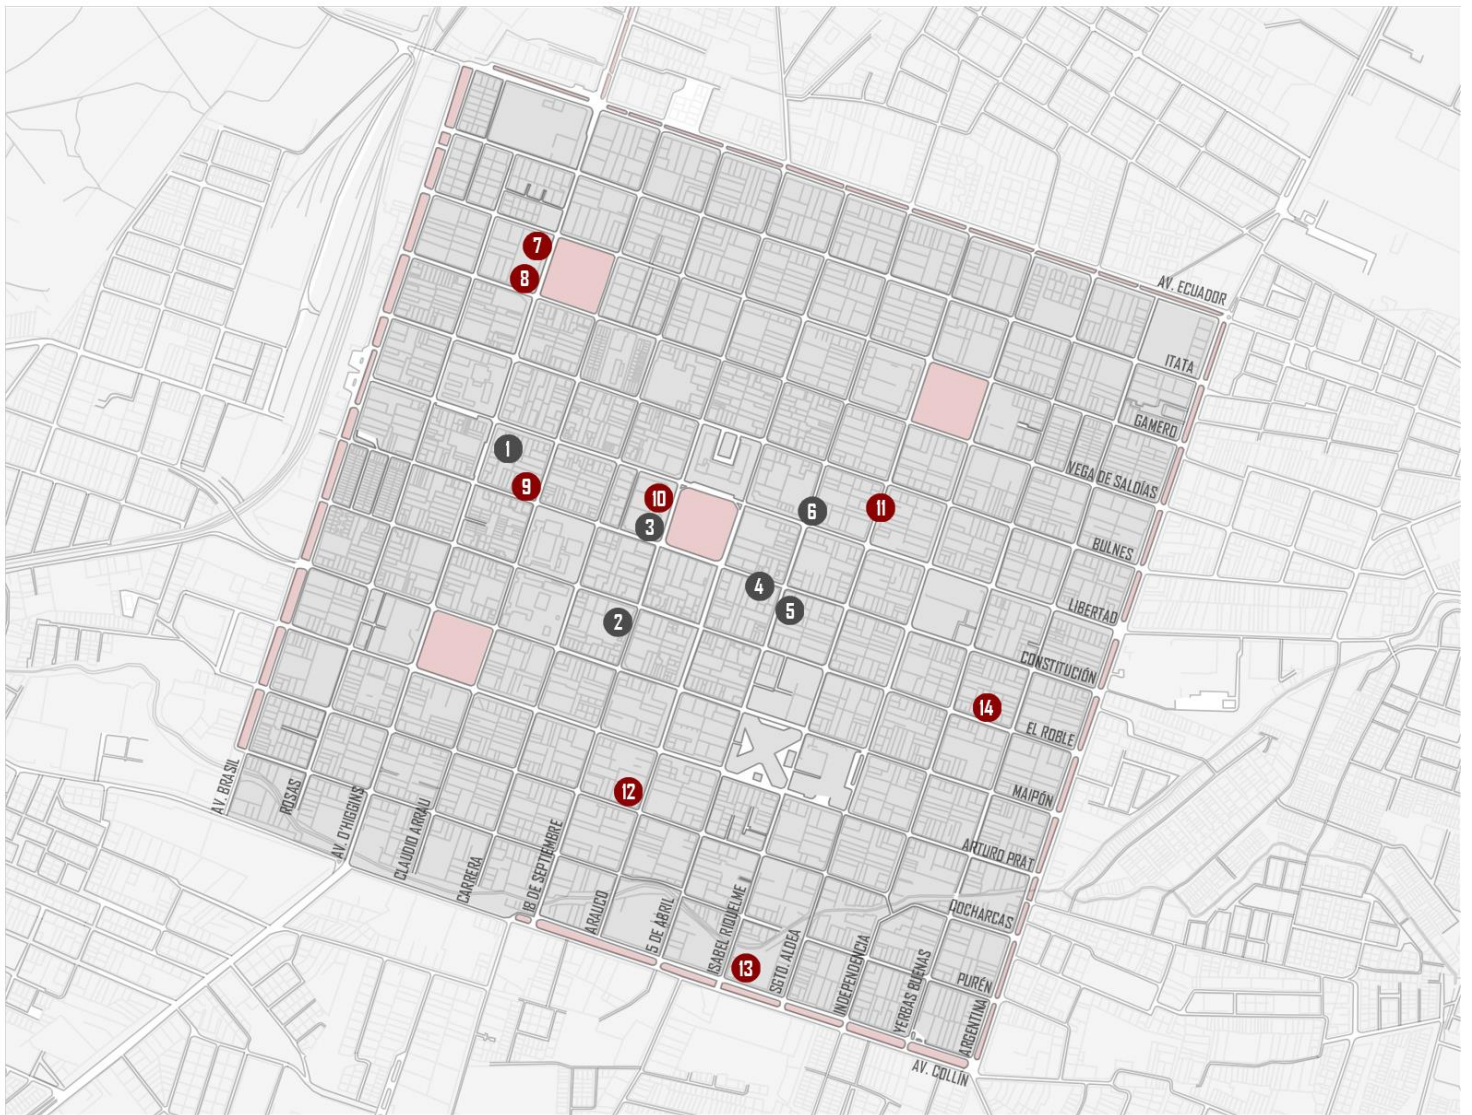 7
8
AV. ECUADOR
ITATA
GAMERO
1
VEGA DE SALDÍAS
9
10
11
6
3
BULNES
4
5
LIBERTAD
2
CONSTITUCIÓN
14
EL ROBLE
12
MAIPÓN
AV. BRASIL
ROSAS
AV. O'HIGGINS
CLAUDIO ARRAU
CARRERA
18 DE SEPTIEMBRE
ARAUCO
5 DE ABRIL
ISABEL RIQUELME
SGTO. ALDEA
INDEPENDENCIA
YERBAS BUENAS
ARGENTINA
ARTURO PRAT
COCHARCAS
PURÉN
13
AV. COLLÍN